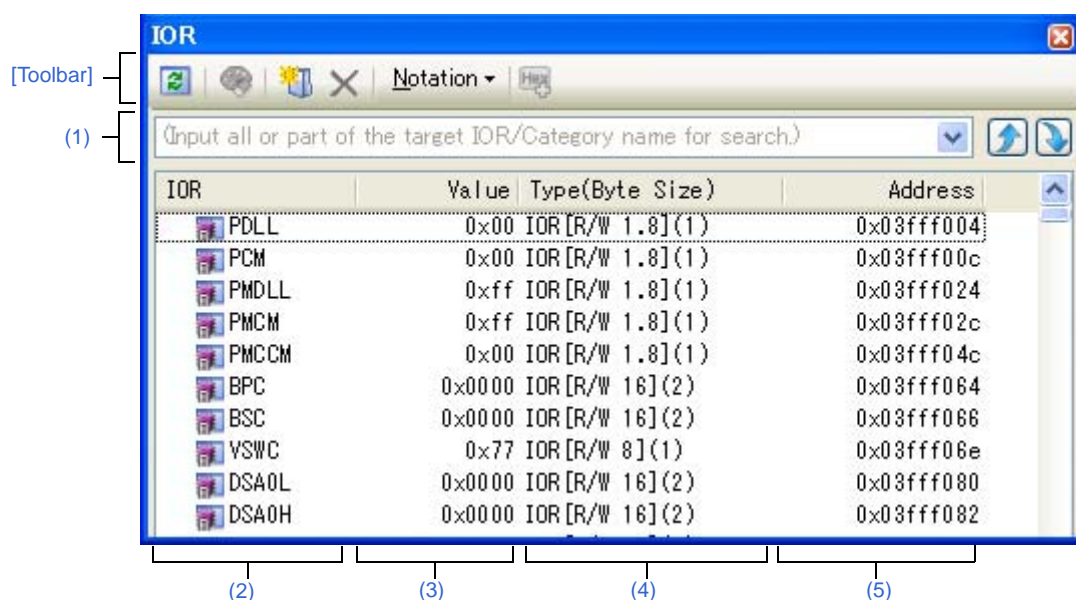 IOR
[Toolbar]
Notation
Hex
(1)
(Input all or part of the target IOR/Category name for search.)
IOR Value Type(Byte Size) Address
PDLL 0x00 IOR[R/W 1.8](1) 0x03fff004
PCM 0x00 IOR[R/W 1.8](1) 0x03fff00c
PMDLL 0xff IOR[R/W 1.8](1) 0x03fff024
PMCM 0xff IOR[R/W 1.8](1) 0x03fff02c
PMCCM 0x00 IOR[R/W 1.8](1) 0x03fff04c
BPC 0x0000 IOR[R/W 16](2) 0x03fff064
BSC 0x0000 IOR[R/W 16](2) 0x03fff066
VSWC 0x77 IOR[R/W 8](1) 0x03fff06e
DSA0L 0x0000 IOR[R/W 16](2) 0x03fff080
DSA0H 0x0000 IOR[R/W 16](2) 0x03fff082
(2) (3) (4) (5)